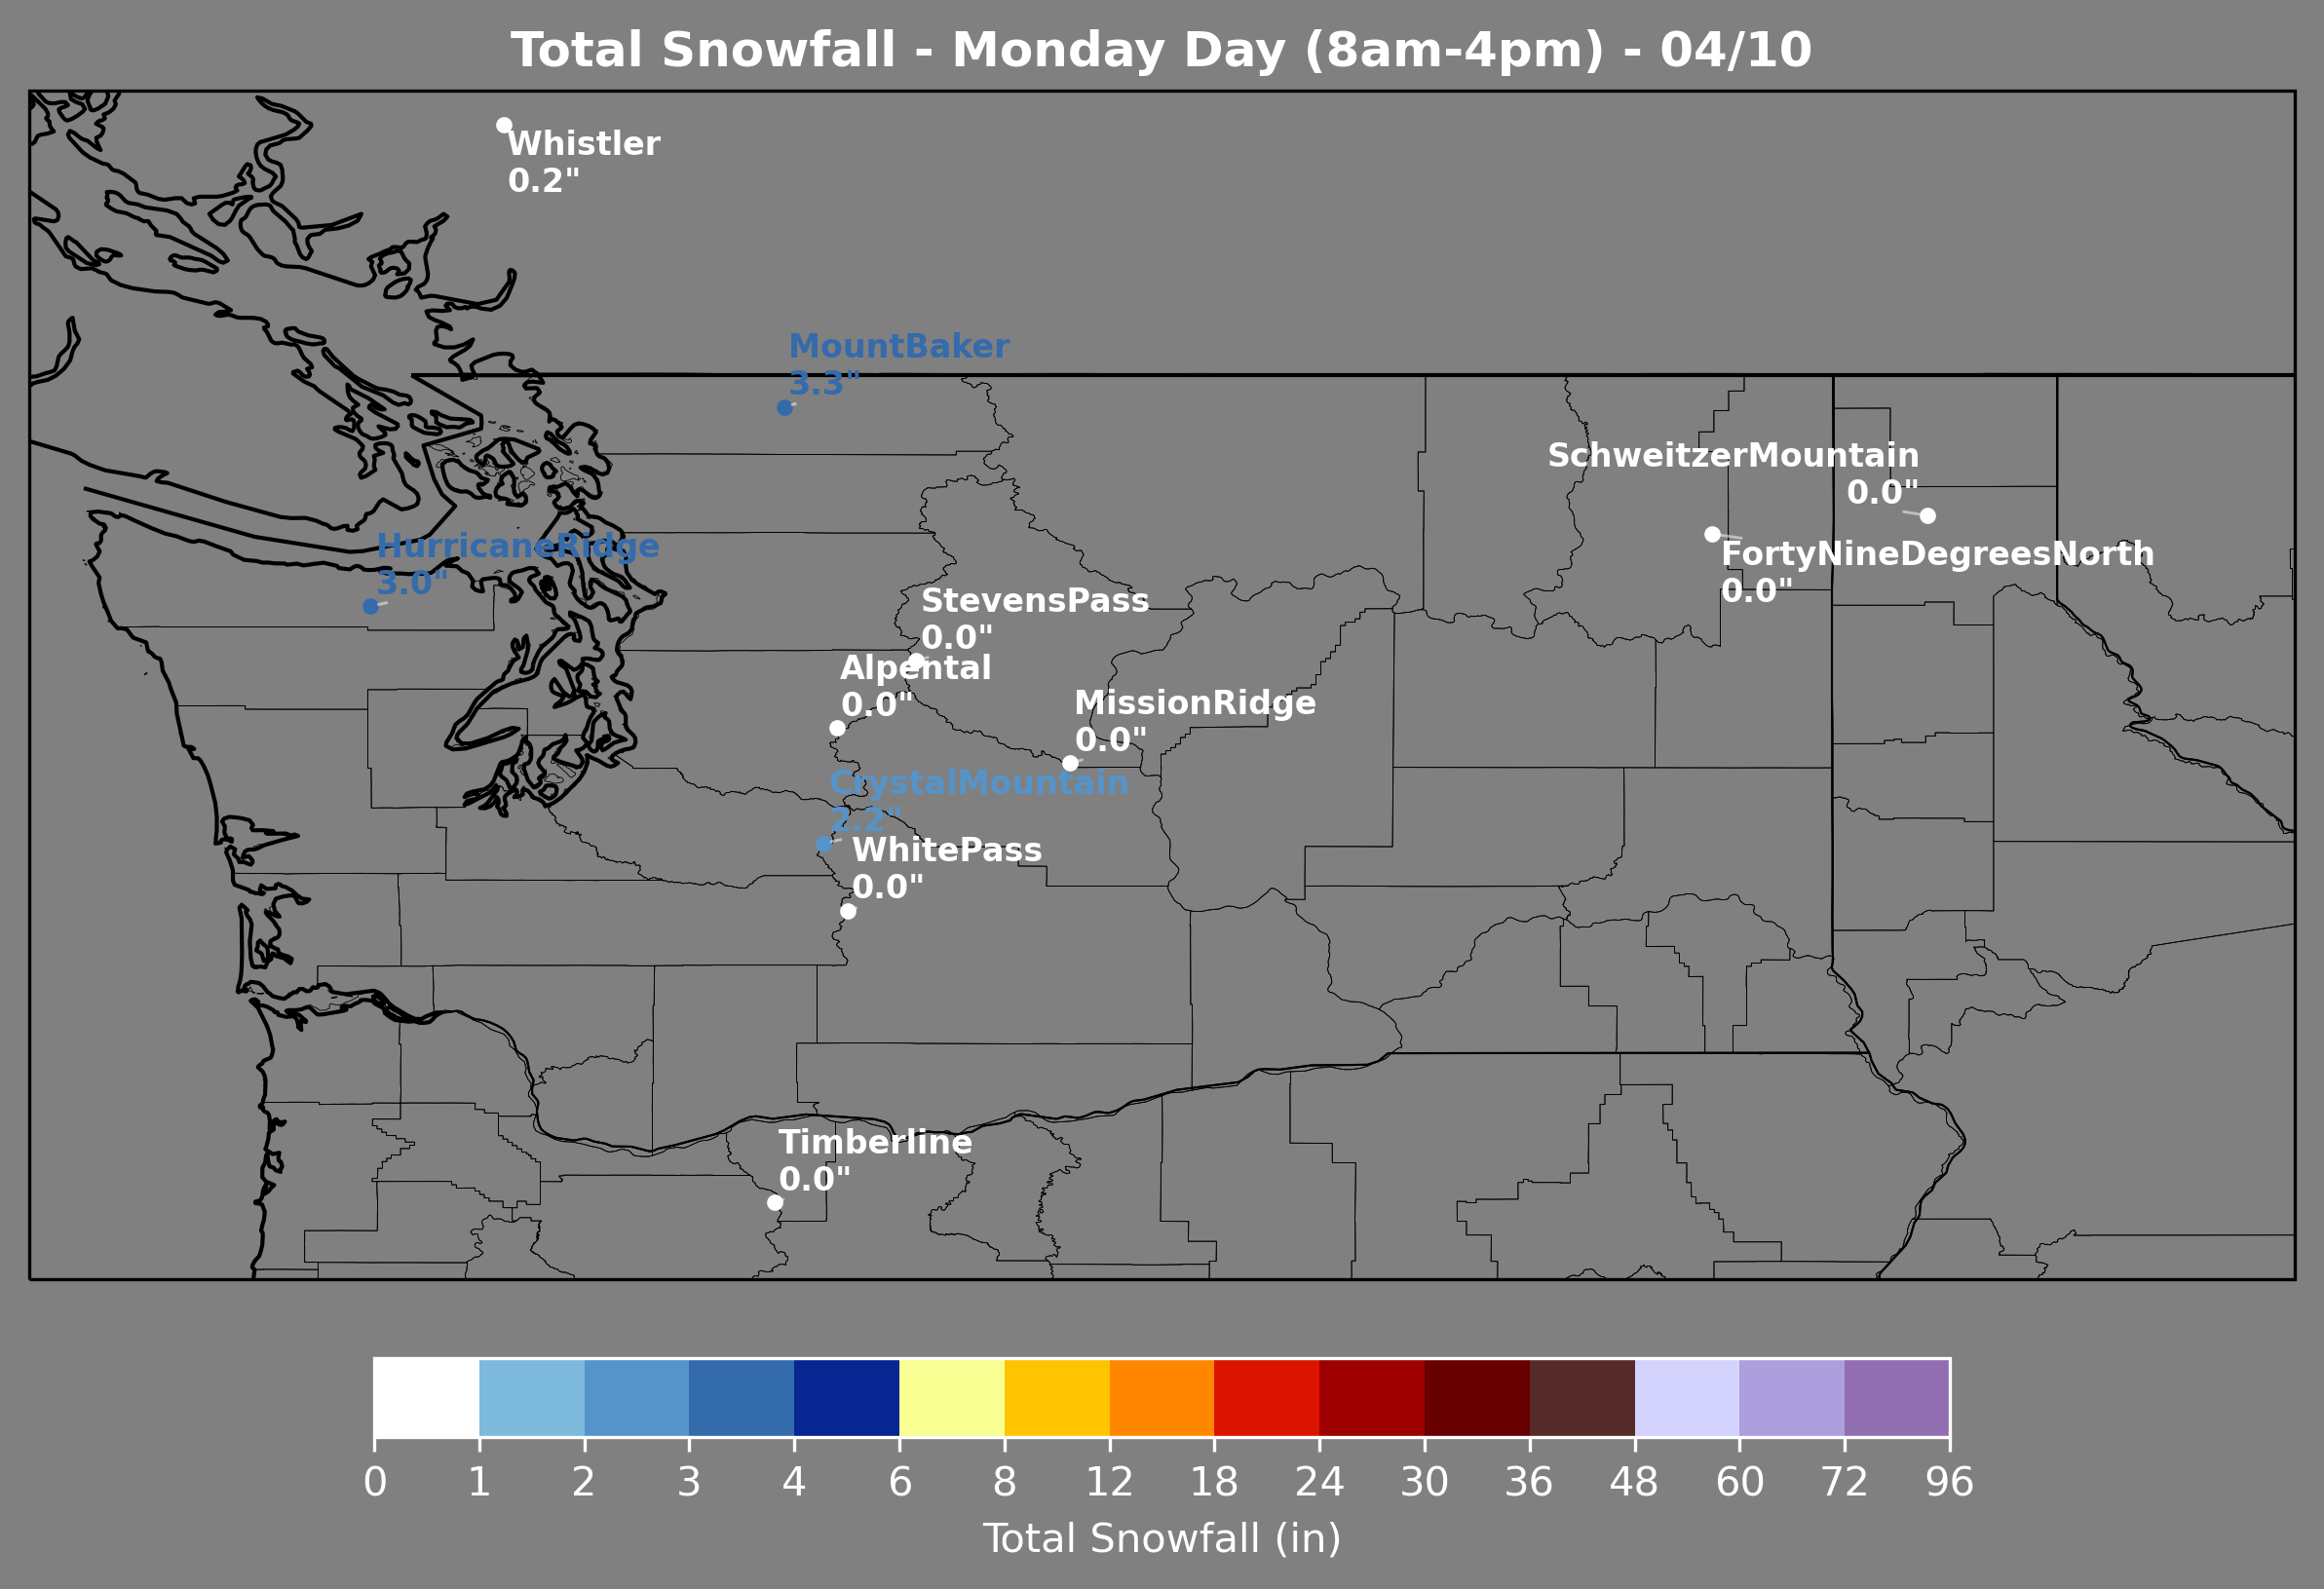 Total Snowfall - Monday Day (8am-4pm) - 04/10
Whistler
0.2"
MountBaker
3.3"
SchweitzerMountain
0.0"
HurricaneRidge
3.0"
FortyNineDegreesNorth
0.0"
StevensPass
0.0"
Alpental
0.0"
MissionRidge
0.0"
CrystalMountain
2.2"
WhitePass
0.0"
Timberline
0.0"
0 1 2 3 4 6 8 12 18 24 30 36 48 60 72 96
Total Snowfall (in)